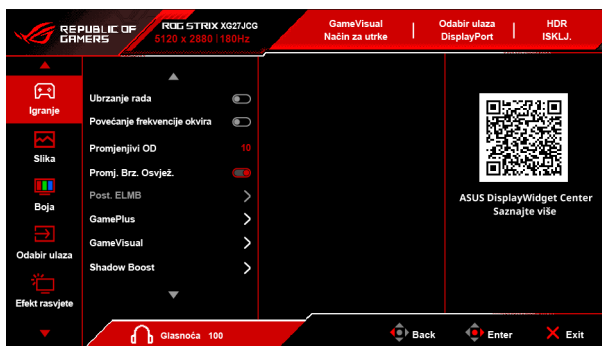 REPUBLIC OF
GAMERS
ROG STRIX XG27JCG
5120 x 2880 | 180Hz
GameVisual
Način za utrke
Odabir ulaza
DisplayPort
HDR
ISKLJ.
Igranje
Slika
Boja
Odabir ulaza
Efekt rasvjete
Ubrzanje rada
Povećanje frekvencije okvira
Promjenjivi OD 10
Promj. Brz. Osvjež.
Post. ELMB
GamePlus
GameVisual
Shadow Boost
ASUS DisplayWidget Center
Saznajte više
Glasnoća 100
Back
Enter
Exit